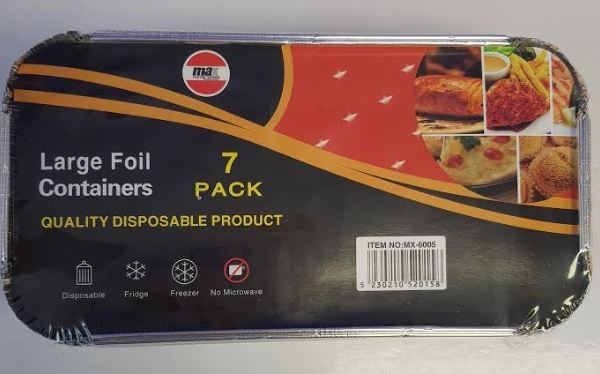 max
Large Foil
Containers
7
PACK
QUALITY DISPOSABLE PRODUCT
ITEM NO:MX-6005
5 230210 520158
Disposable
Fridge
Freezer
No Microwave